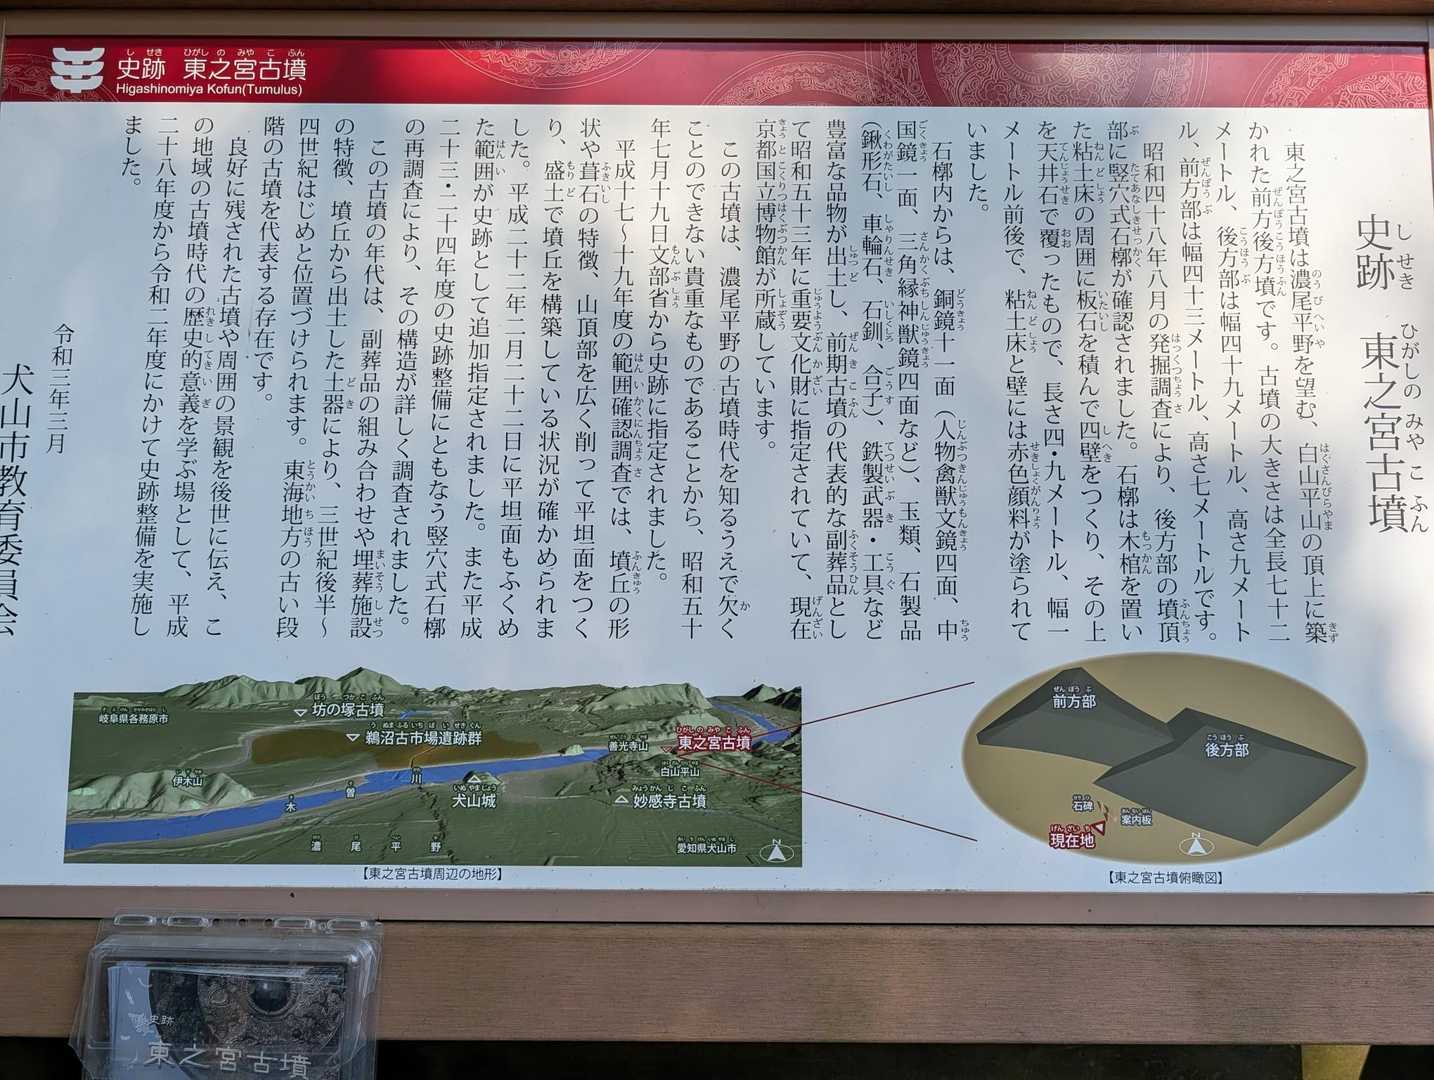 史跡 東之宮古墳
Higashinomiya Kofun(Tumulus)
史跡 東之宮古墳
東之宮古墳は濃尾平野を望む、白山平山の頂上に築
かれた前方後方墳です。古墳の大きさは全長七十二
メートル、後方部は幅四十九メートル、高さ九メート
ル、前方部は幅四十三メートル、高さ七メートルです。
昭和四十八年八月の発掘調査により、後方部の墳頂
部に竪穴式石槨が確認されました。石槨は木棺を置い
た粘土床の周囲に板石を積んで四壁をつくり、その上
を天井石で覆ったもので、長さ四・九メートル、幅一
メートル前後で、粘土床と壁には赤色顔料が塗られて
いました。
石槨内からは、銅鏡十一面（人物禽獣文鏡四面、中
国鏡一面、三角縁神獣鏡四面など）、玉類、石製品
（鍬形石、車輪石、石釧、合子）、鉄製武器・工具など
豊富な品物が出土し、前期古墳の代表的な副葬品とし
て昭和五十三年に重要文化財に指定されていて、現在
京都国立博物館が所蔵しています。
この古墳は、濃尾平野の古墳時代を知るうえで欠く
ことのできない貴重なものであることから、昭和五十
年七月十九日文部省から史跡に指定されました。
平成十七～十九年度の範囲確認調査では、墳丘の形
状や葺石の特徴、山頂部を広く削って平坦面をつく
り、盛土で墳丘を構築している状況が確かめられま
した。平成二十二年二月二十二日に平坦面もふくめ
た範囲が史跡として追加指定されました。また平成
二十三・二十四年度の史跡整備にともなう竪穴式石槨
の再調査により、その構造が詳しく調査されました。
この古墳の年代は、副葬品の組み合わせや埋葬施設
の特徴、墳丘から出土した土器により、三世紀後半～
四世紀はじめと位置づけられます。東海地方の古い段
階の古墳を代表する存在です。
良好に残された古墳や周囲の景観を後世に伝え、こ
の地域の古墳時代の歴史的意義を学ぶ場として、平成
二十八年度から令和二年度にかけて史跡整備を実施し
ました。
令和三年三月
犬山市教育委員会
岐阜県各務原市
坊の塚古墳
鵜沼古市場遺跡群
善光寺山
東之宮古墳
白山平山
伊木山
木 曽 川
犬山城
妙感寺古墳
濃尾平野
愛知県犬山市
N
【東之宮古墳周辺の地形】
前方部
後方部
石碑
案内板
現在地
N
【東之宮古墳俯瞰図】
史跡
東之宮古墳